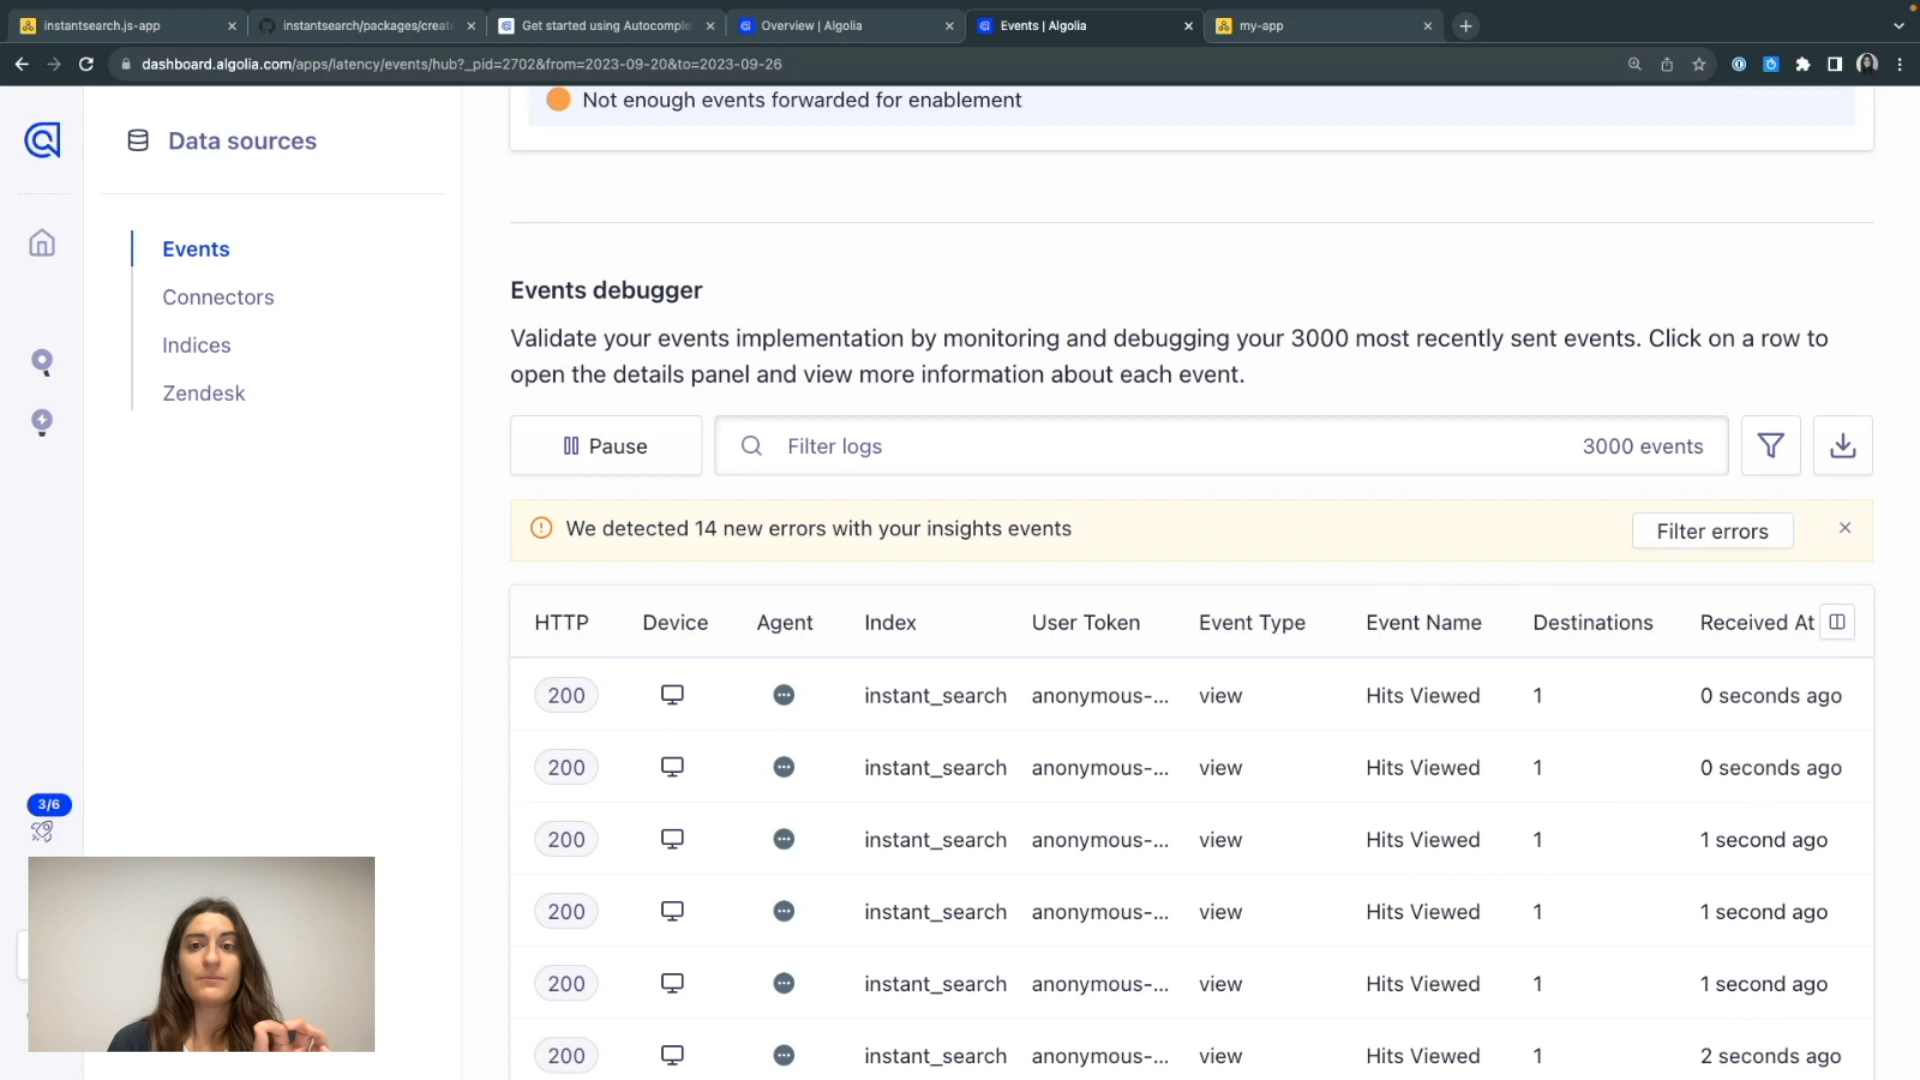 instantsearch.js-app
instantsearch/packages/create
Get started using Autocomple
Overview | Algolia
Events | Algolia
my-app
dashboard.algolia.com/apps/latency/events/hub?_pid=2702&from=2023-09-20&to=2023-09-26
Not enough events forwarded for enablement
Data sources
Events
Connectors
Indices
Zendesk
3/6
Events debugger
Validate your events implementation by monitoring and debugging your 3000 most recently sent events. Click on a row to
open the details panel and view more information about each event.
Pause
Filter logs
3000 events
We detected 14 new errors with your insights events
Filter errors
HTTP Device Agent Index User Token Event Type Event Name Destinations Received At
200 instant_search anonymous-... view Hits Viewed 1 0 seconds ago
200 instant_search anonymous-... view Hits Viewed 1 0 seconds ago
200 instant_search anonymous-... view Hits Viewed 1 1 second ago
200 instant_search anonymous-... view Hits Viewed 1 1 second ago
200 instant_search anonymous-... view Hits Viewed 1 1 second ago
200 instant_search anonymous-... view Hits Viewed 1 2 seconds ago